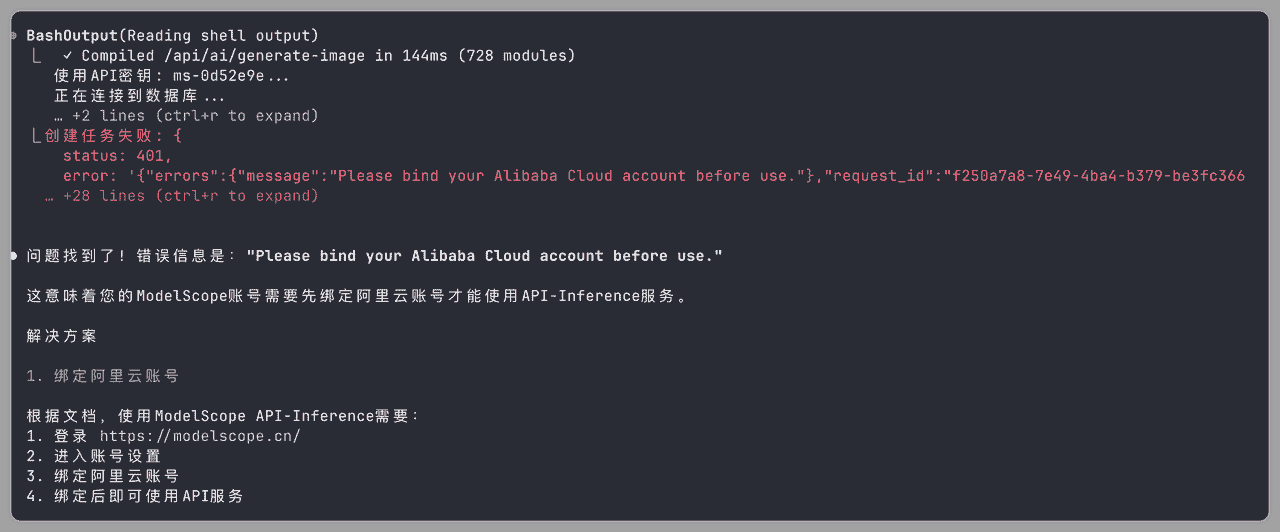 BashOutput(Reading shell output)
✓ Compiled /api/ai/generate-image in 144ms (728 modules)
使用API密钥: ms-0d52e9e...
正在连接到数据库...
… +2 lines (ctrl+r to expand)
创建任务失败: {
status: 401,
error: '{"errors":{"message":"Please bind your Alibaba Cloud account before use."},"request_id":"f250a7a8-7e49-4ba4-b379-be3fc366
… +28 lines (ctrl+r to expand)
问题找到了! 错误信息是: "Please bind your Alibaba Cloud account before use."
这意味着您的ModelScope账号需要先绑定阿里云账号才能使用API-Inference服务。
解决方案
1. 绑定阿里云账号
根据文档, 使用ModelScope API-Inference需要:
1. 登录 https://modelscope.cn/
2. 进入账号设置
3. 绑定阿里云账号
4. 绑定后即可使用API服务